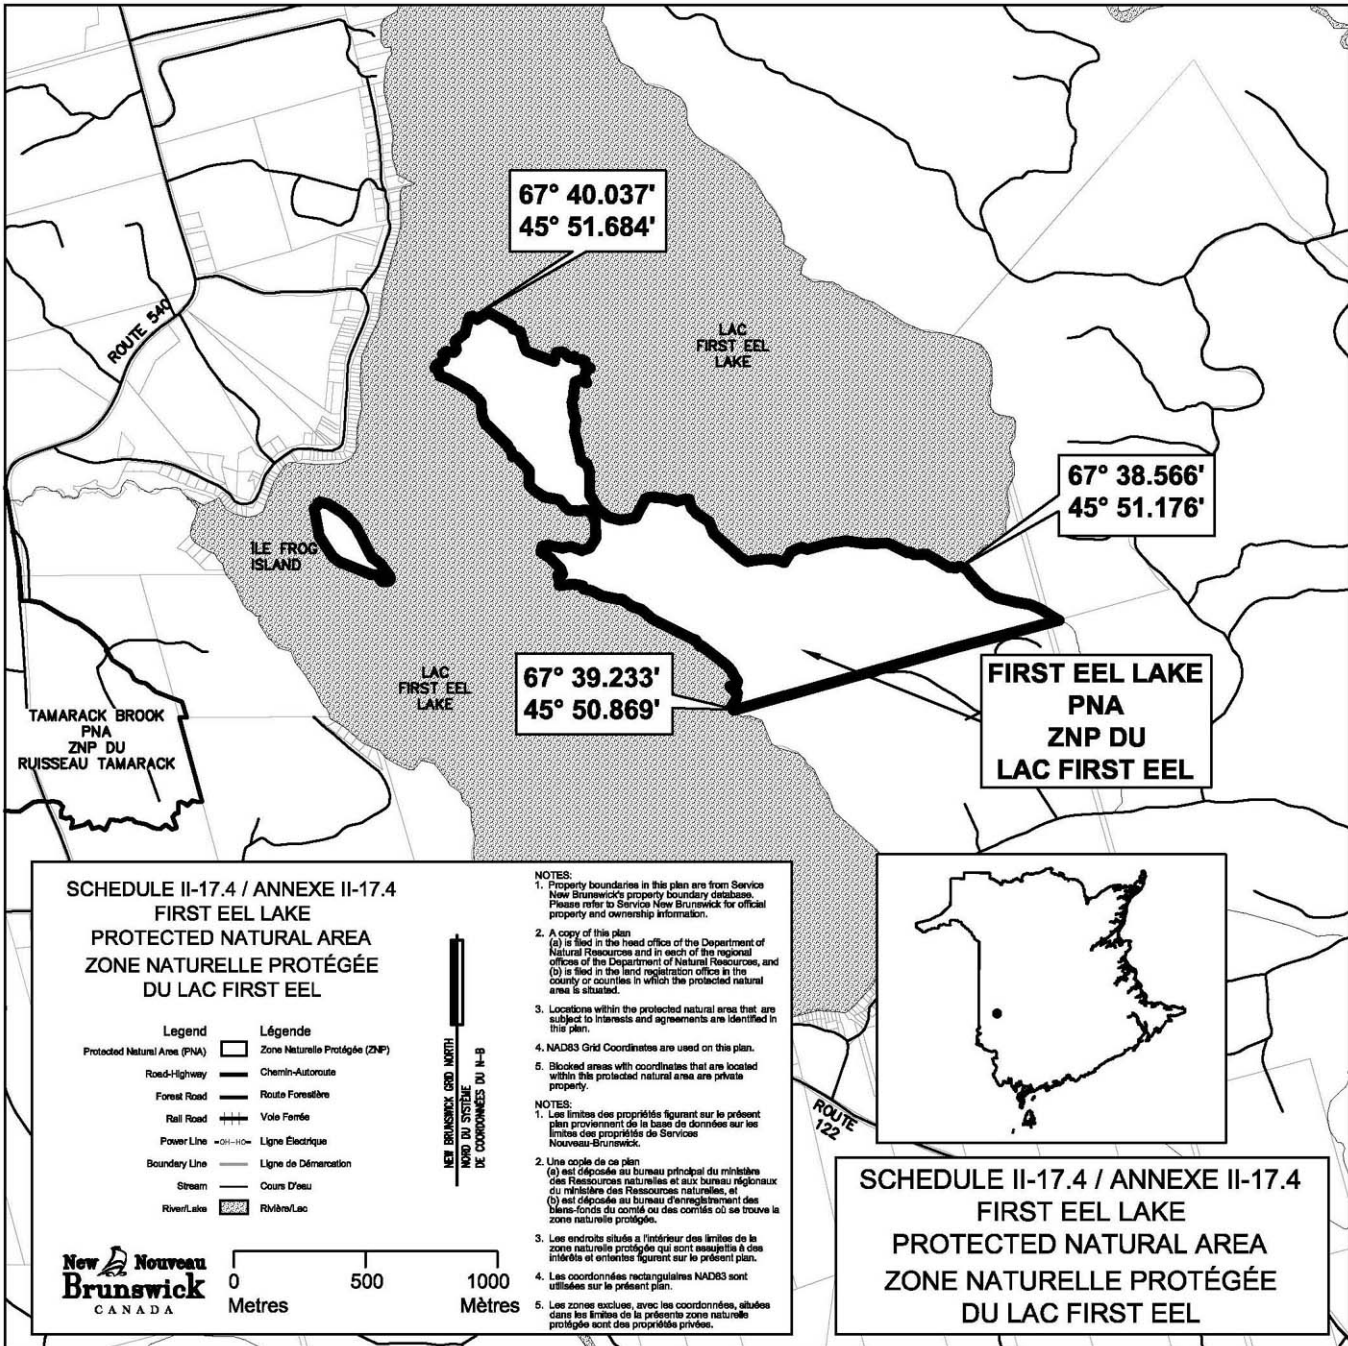 67° 40.037'
45° 51.684'
ROUTE 540
LAC
FIRST EEL
LAKE
67° 38.566'
45° 51.176'
ÎLE FROG
ISLAND
LAC
FIRST EEL
LAKE
67° 39.233'
45° 50.869'
FIRST EEL LAKE
PNA
ZNP DU
LAC FIRST EEL
TAMARACK BROOK
PNA
ZNP DU
RUISSEAU TAMARACK
SCHEDULE II-17.4 / ANNEXE II-17.4
FIRST EEL LAKE
PROTECTED NATURAL AREA
ZONE NATURELLE PROTÉGÉE
DU LAC FIRST EEL
Legend Légende
Protected Natural Area (PNA) Zone Naturelle Protégée (ZNP)
Road-Highway Chemin-Autoroute
Forest Road Route Forestière
Rail Road Voie Ferrée
Power Line -OH-HO- Ligne Électrique
Boundary Line Ligne de Démarcation
Stream Cours D'eau
River/Lake Rivière/Lac
NEW BRUNSWICK GRID NORTH
NORD DU SYSTÈME
DE COORDONNÉES DU N-B
New Nouveau
Brunswick
CANADA
0 500 1000
Metres Mètres
NOTES:
1. Property boundaries in this plan are from Service
New Brunswick's property boundary database.
Please refer to Service New Brunswick for official
property and ownership information.
2. A copy of this plan
(a) is filed in the head office of the Department of
Natural Resources and in each of the regional
offices of the Department of Natural Resources, and
(b) is filed in the land registration office in the
county or counties in which the protected natural
area is situated.
3. Locations within the protected natural area that are
subject to interests and agreements are identified in
this plan.
4. NAD83 Grid Coordinates are used on this plan.
5. Blocked areas with coordinates that are located
within this protected natural area are private
property.
NOTES:
1. Les limites des propriétés figurant sur le présent
plan proviennent de la base de données sur les
limites des propriétés de Services
Nouveau-Brunswick.
2. Une copie de ce plan
(a) est déposée au bureau principal du ministère
des Ressources naturelles et aux bureau régionaux
du ministère des Ressources naturelles, et
(b) est déposée au bureau d'enregistrement des
biens-fonds du comté ou des comtés où se trouve la
zone naturelle protégée.
3. Les endroits situés a l'intérieur des limites de la
zone naturelle protégée qui sont assujettis à des
intérêts et ententes figurent sur le présent plan.
4. Les coordonnées rectangulaires NAD83 sont
utilisées sur le présent plan.
5. Les zones exclues, avec les coordonnées, situées
dans les limites de la présente zone naturelle
protégée sont des propriétés privées.
ROUTE
122
SCHEDULE II-17.4 / ANNEXE II-17.4
FIRST EEL LAKE
PROTECTED NATURAL AREA
ZONE NATURELLE PROTÉGÉE
DU LAC FIRST EEL